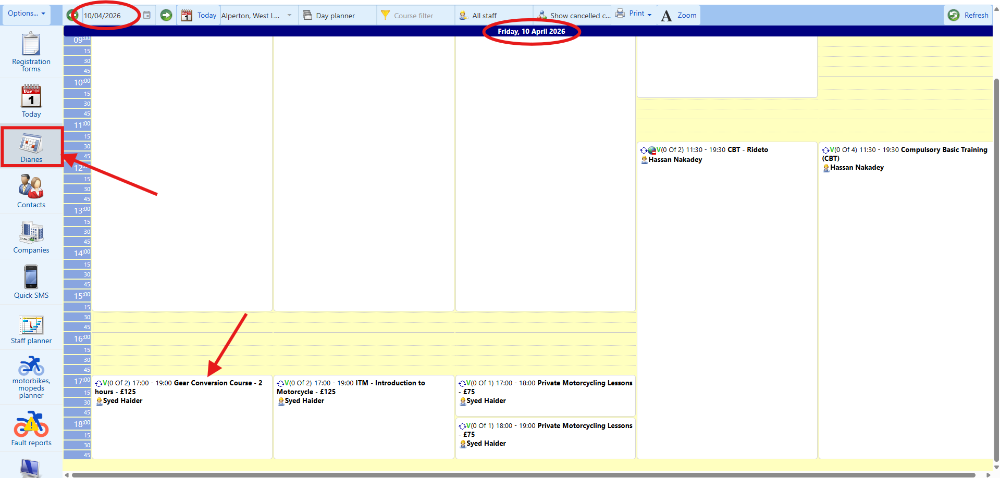 Options...
10/04/2026
1
Today
Alperton, West L...
Day planner
Course filter
All staff
Show cancelled c...
Print
A
Zoom
Refresh
Friday, 10 April 2026
Registration
forms
Day
1
Today
Diaries
Contacts
Companies
Quick SMS
Staff planner
motorbikes,
mopeds
planner
Fault reports
09:00
15
30
45
10:00
15
30
45
11:00
15
30
45
12:
15
30
45
13:00
15
30
45
14:00
15
30
45
15:00
15
30
45
16:00
15
30
45
17:00
15
30
45
18:00
15
30
45
V(0 Of 2) 11:30 - 19:30 CBT - Rideto
Hassan Nakadey
V(0 Of 4) 11:30 - 19:30 Compulsory Basic Training
(CBT)
Hassan Nakadey
V(0 Of 2) 17:00 - 19:00 Gear Conversion Course - 2
hours - £125
Syed Haider
V(0 Of 2) 17:00 - 19:00 ITM - Introduction to
Motorcycle - £125
Syed Haider
V(0 Of 1) 17:00 - 18:00 Private Motorcycling Lessons
- £75
Syed Haider
V(0 Of 1) 18:00 - 19:00 Private Motorcycling Lessons
- £75
Syed Haider